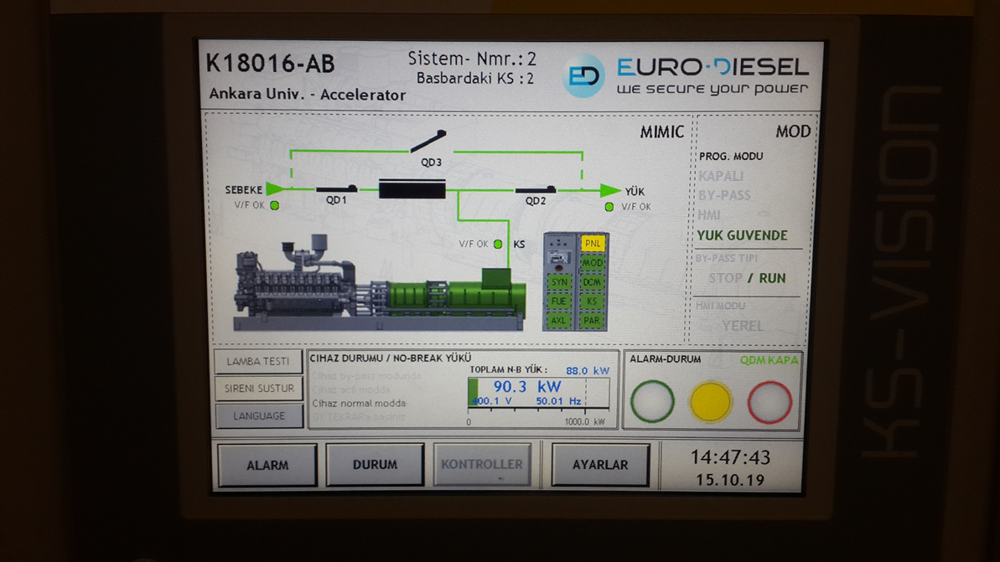 K18016-AB
Ankara Univ. - Accelerator
Sistem- Nmr.: 2
Basbardaki KS : 2
ED
EURO-DIESEL
we secure your power
MIMIC
QD3
SEBEKE
V/F OK
QD1
QD2
YÜK
V/F OK
V/F OK
KS
PNL
MOD
SYN
DCM
FUE
KS
AXL
PAR
MOD
PROG. MODU
KAPALI
BY-PASS
HMI
YUK GUVENDE
BY-PASS TIPI
STOP / RUN
HMI MODU
YEREL
LAMBA TESTI
SIRENI SUSTUR
LANGUAGE
CIHAZ DURUMU / NO-BREAK YÜKÜ
Cihaz by-pass modunda
Cihaz acil modda
Cihaz normal modda
GY TEKRAR'a basiniz
TOPLAM N-B YÜK : 88.0 kW
90.3 kW
400.1 V 50.01 Hz
0 1000.0 kW
ALARM-DURUM
QDM KAPA
ALARM
DURUM
KONTROLLER
AYARLAR
14:47:43
15.10.19
KS-VISION